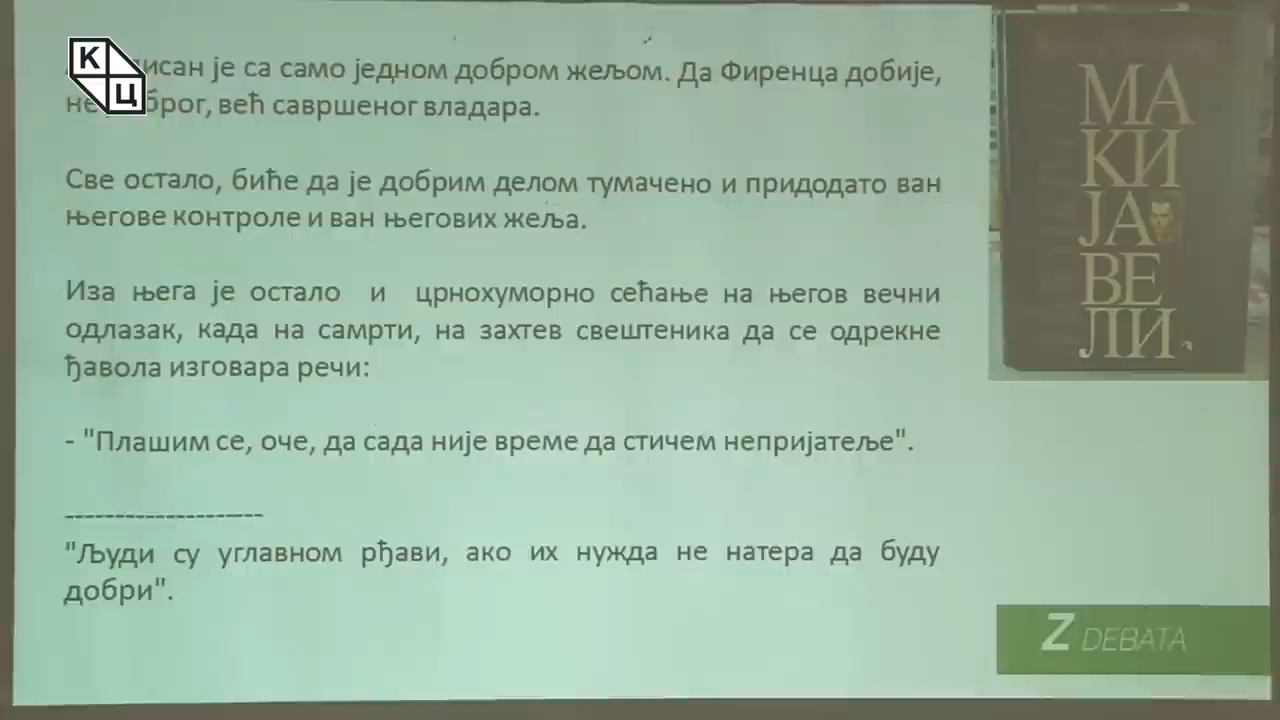 је са само једном добром жељом. Да Фиренца добије,
већ савршеног владара.
Све остало, биће да је добрим делом тумачено и придодато ван
његове контроле и ван његових жеља.
Иза њега је остало и црнохуморно сећање на његов вечни
одлазак, када на самрти, на захтев свештеника да се одрекне
ђавола изговара речи:
- "Плашим се, оче, да сада није време да стичем непријатеље".
--------------------
"Људи су углавном рђави, ако их нужда не натера да буду
добри".
КЦ
МА
КИ
ЈА
ВЕ
ЛИ
Z DEBATA